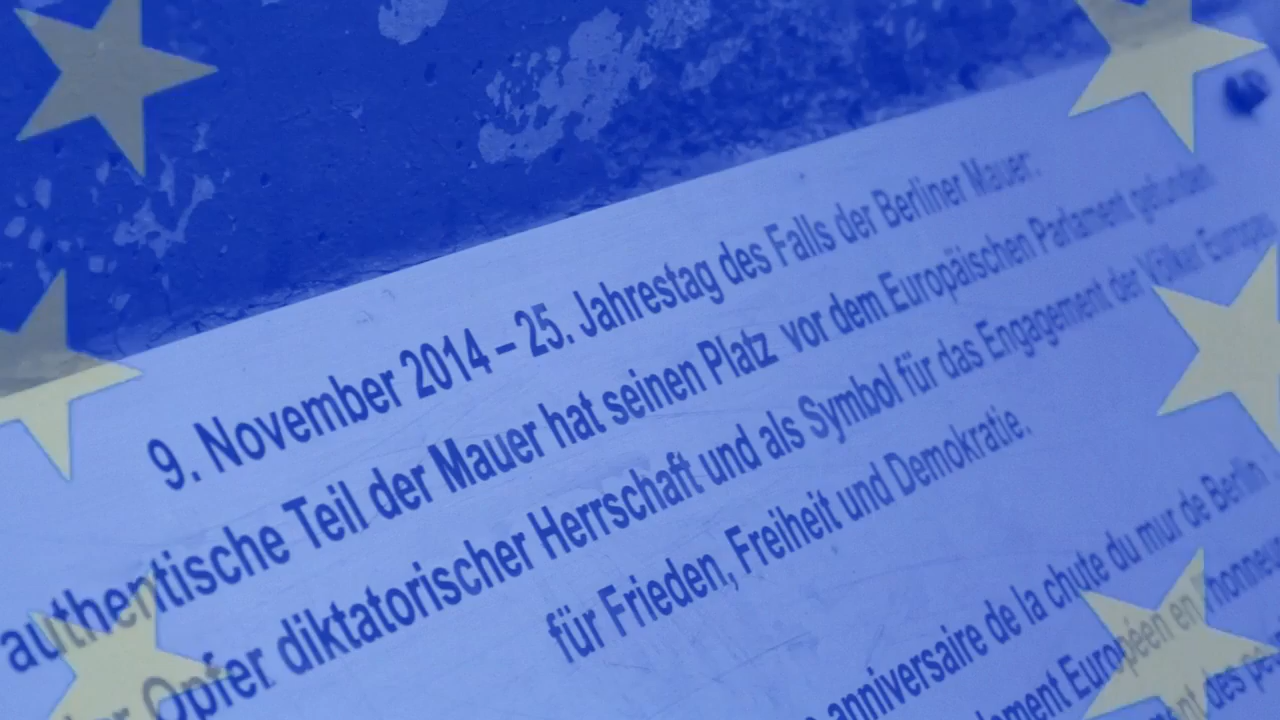 9. November 2014 – 25. Jahrestag des Falls der Berliner Mauer:
authentische Teil der Mauer hat seinen Platz vor dem Europäischen Parlament gefunden
Opfer diktatorischer Herrschaft und als Symbol für das Engagement der Völker Europas
für Frieden, Freiheit und Demokratie.
anniversaire de la chute du mur de Berlin
Européen en l'honneur
des